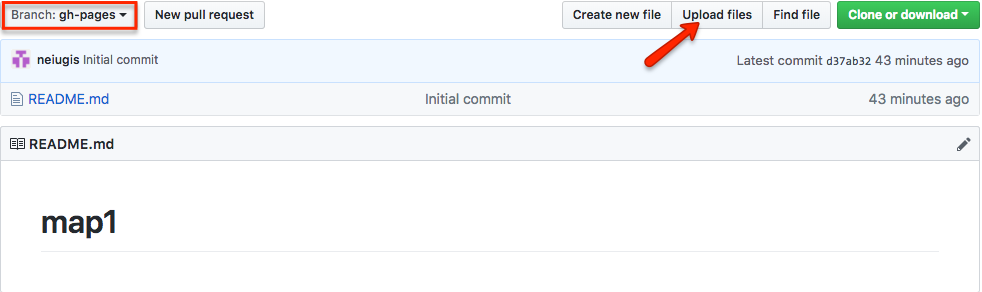 Branch: gh-pages New pull request Create new file Upload files Find file Clone or download
neiugis Initial commit Latest commit d37ab32 43 minutes ago
README.md Initial commit 43 minutes ago
README.md
map1